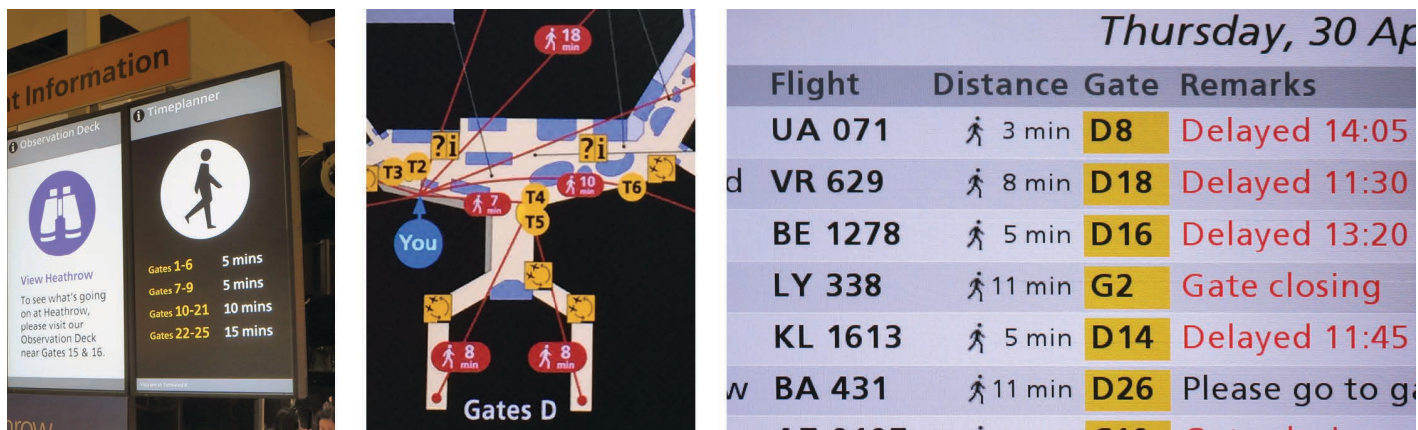 t Information
Observation Deck
View Heathrow
To see what's going
on at Heathrow,
please visit our
Observation Deck
near Gates 15 & 16.
Timeplanner
Gates 1-6 5 mins
Gates 7-9 5 mins
Gates 10-21 10 mins
Gates 22-25 15 mins
You are in Terminal 4
hrow
18
min
?i
?i
T3 T2
10
min
T6
7
min
T4
T5
You
8
min
8
min
Gates D
Thursday, 30 Ap
Flight Distance Gate Remarks
UA 071 3 min D8 Delayed 14:05
d VR 629 8 min D18 Delayed 11:30
BE 1278 5 min D16 Delayed 13:20
LY 338 11 min G2 Gate closing
KL 1613 5 min D14 Delayed 11:45
w BA 431 11 min D26 Please go to ga